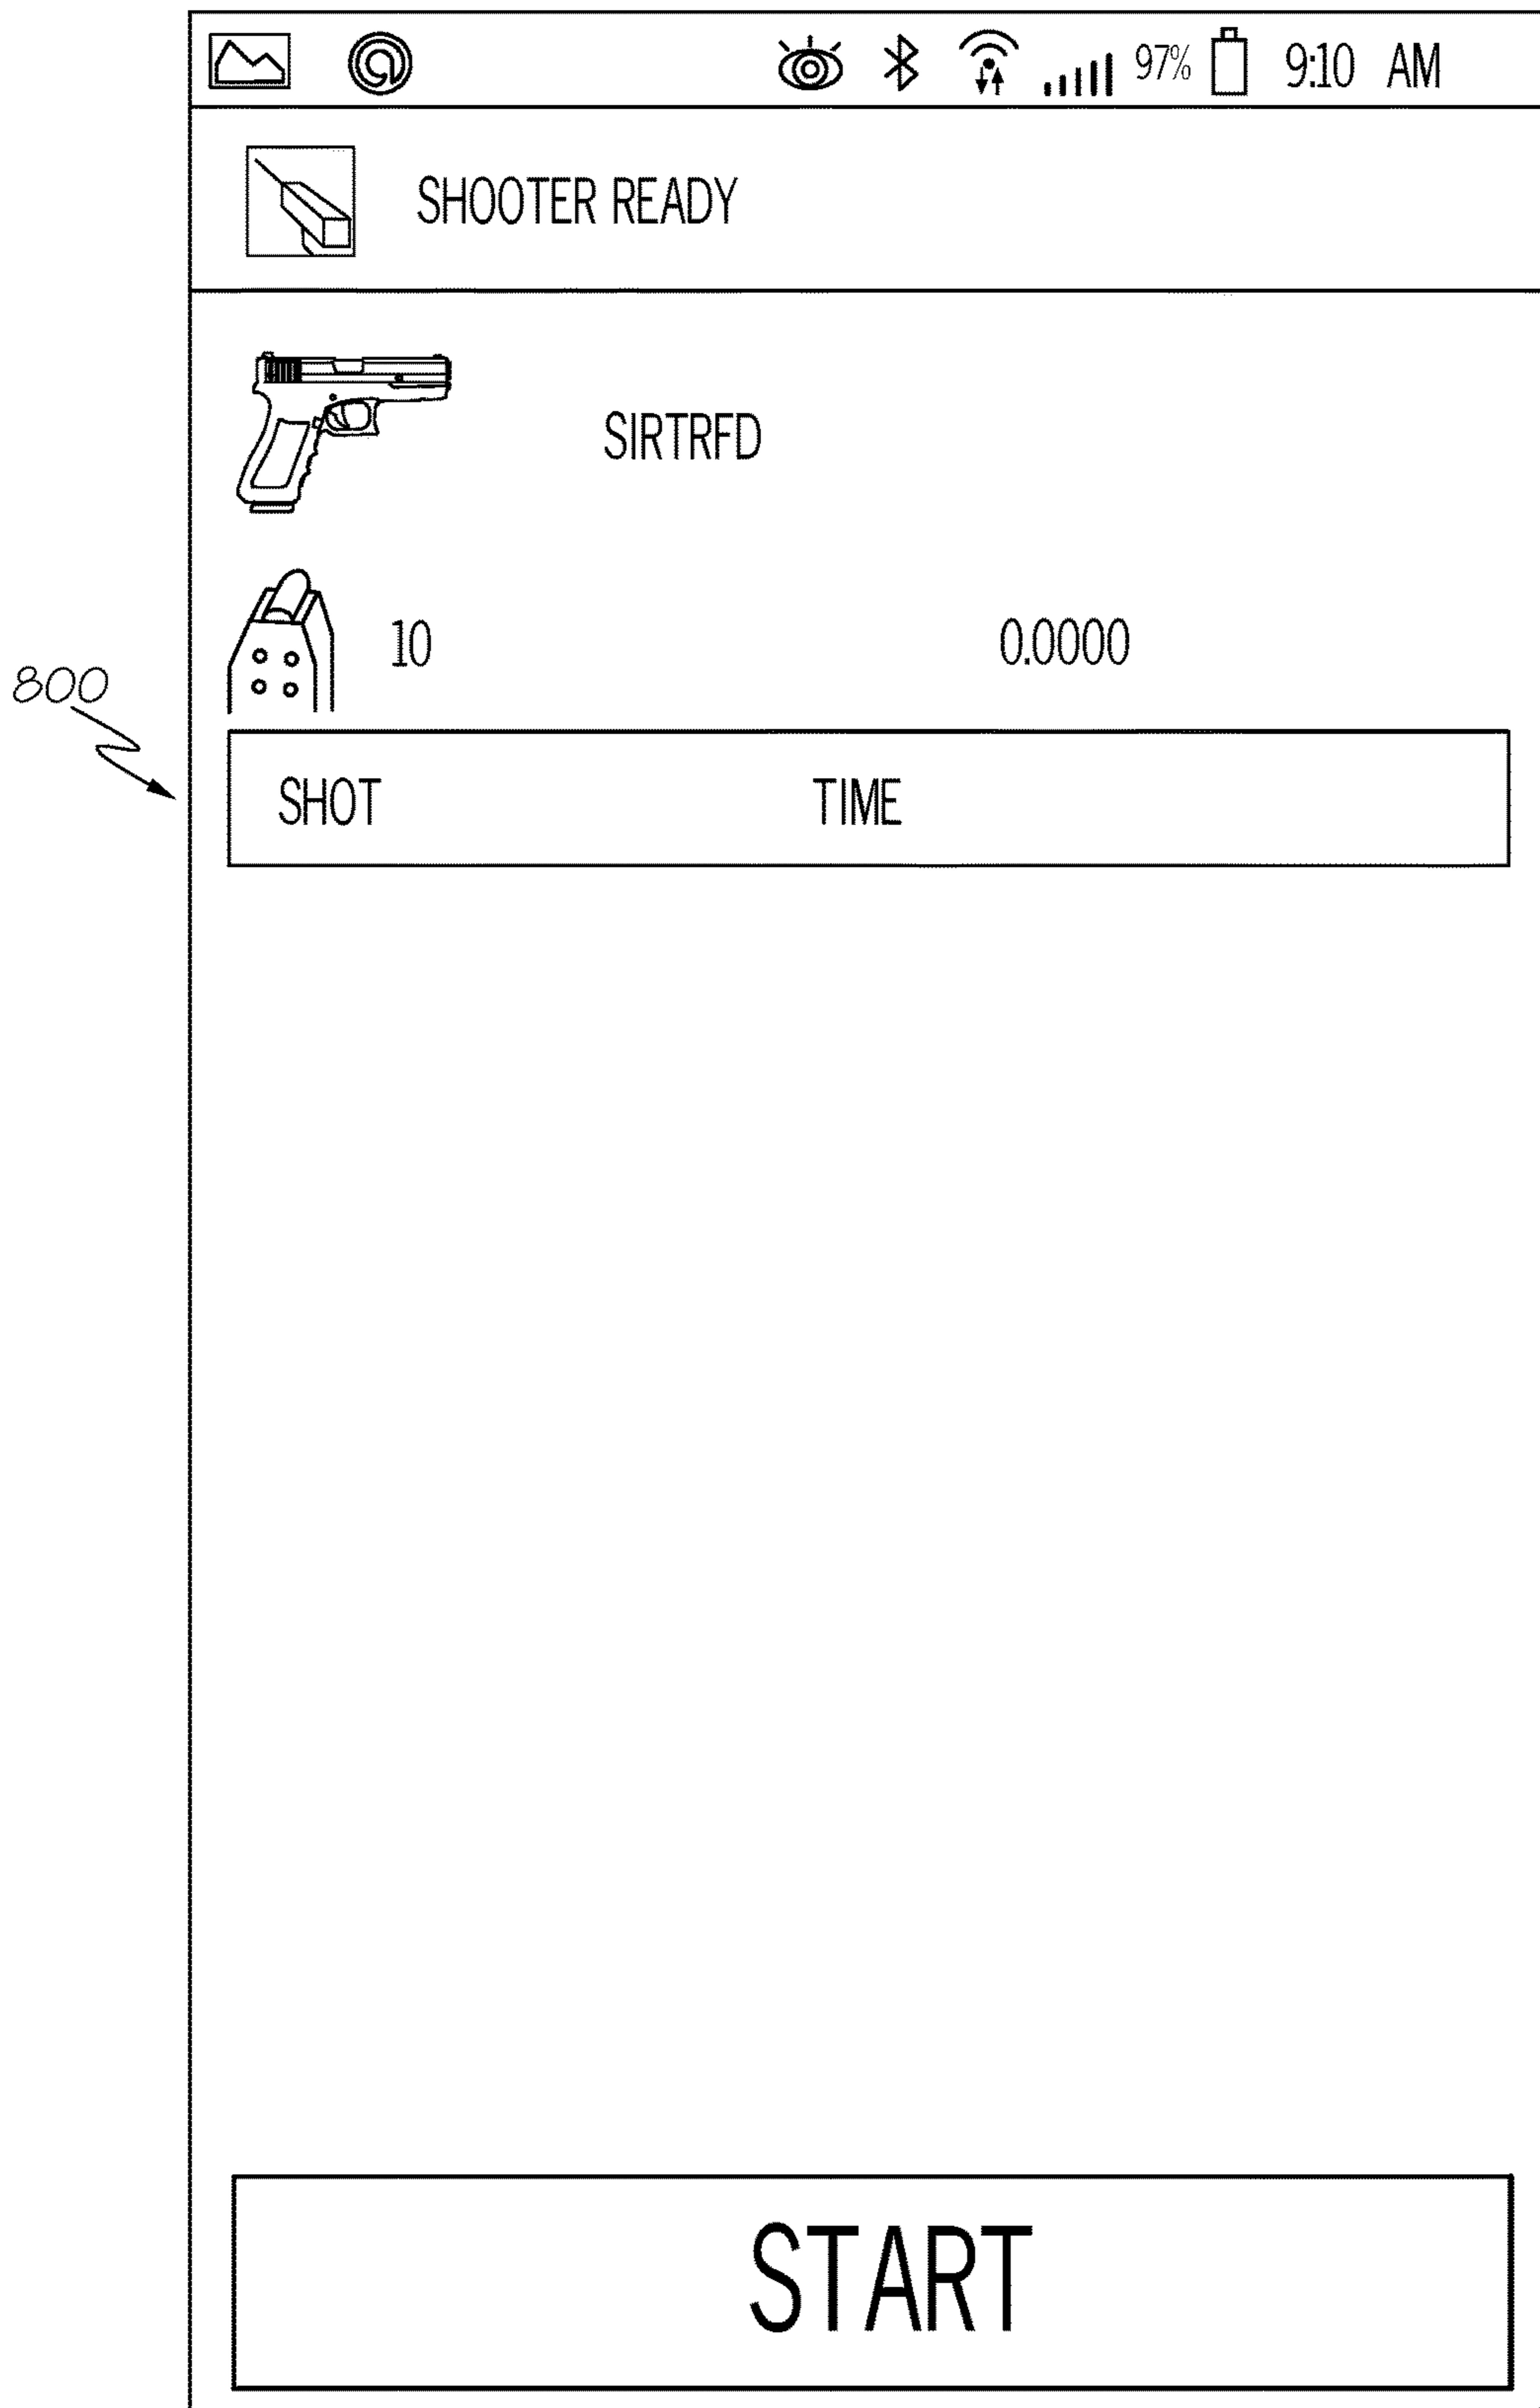 97% 9:10 AM
SHOOTER READY
SIRTRFD
10 0.0000
800
SHOT TIME
START